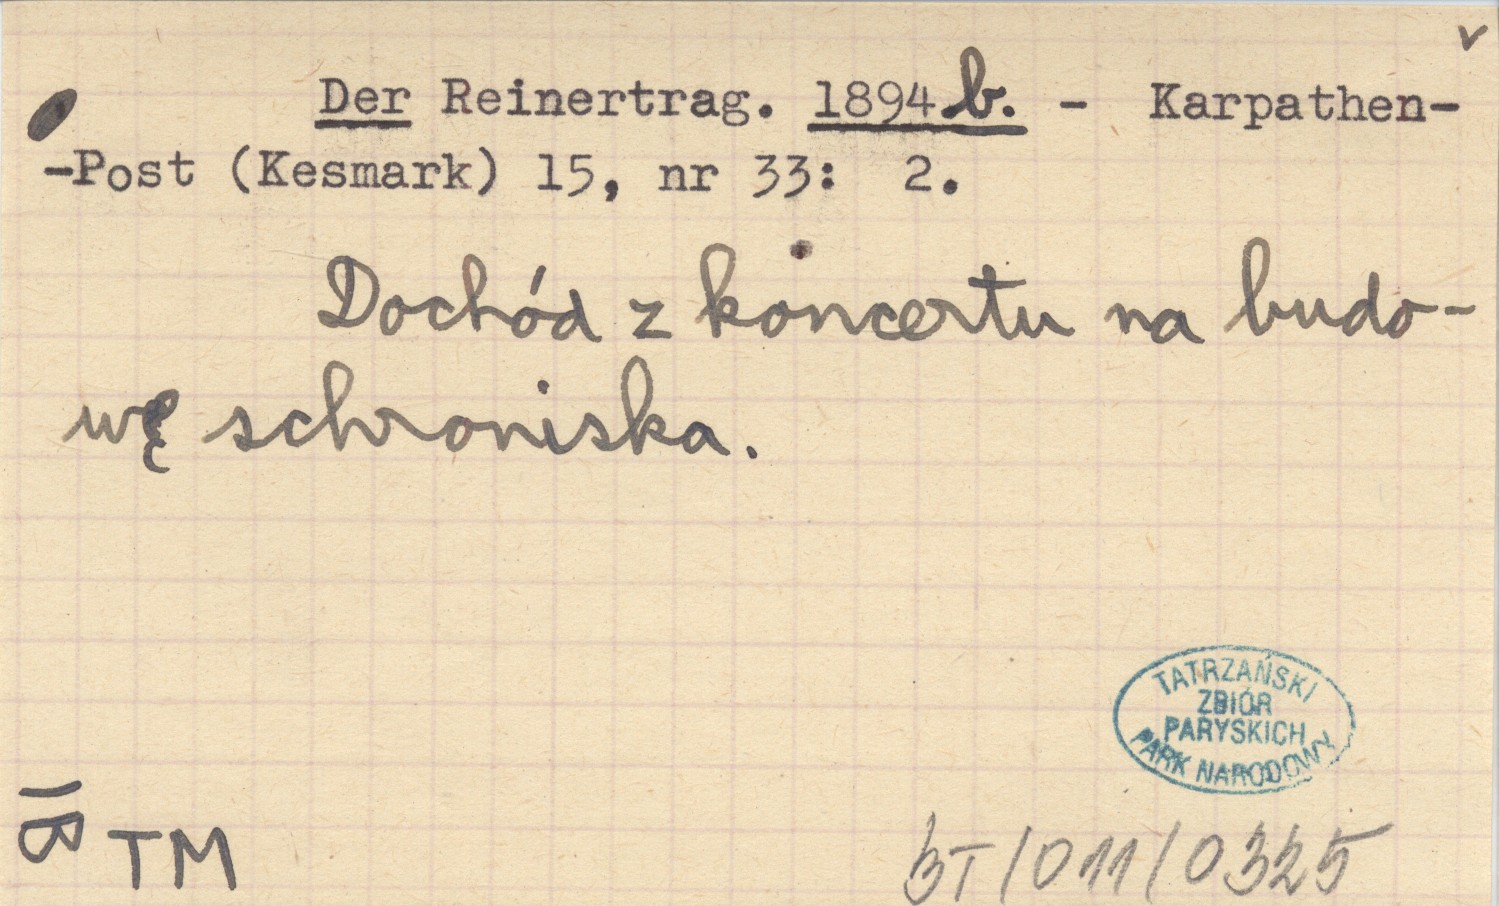 v
Der Reinertrag. 1894 b. - Karpathen-
-Post (Kesmark) 15, nr 33: 2.
Dochód z koncertu na budo-
wę schroniska.
TATRZAŃSKI
ZBIÓR
PARYSKICH
PARK NARODOWY
IB
TM
BT/011/0325